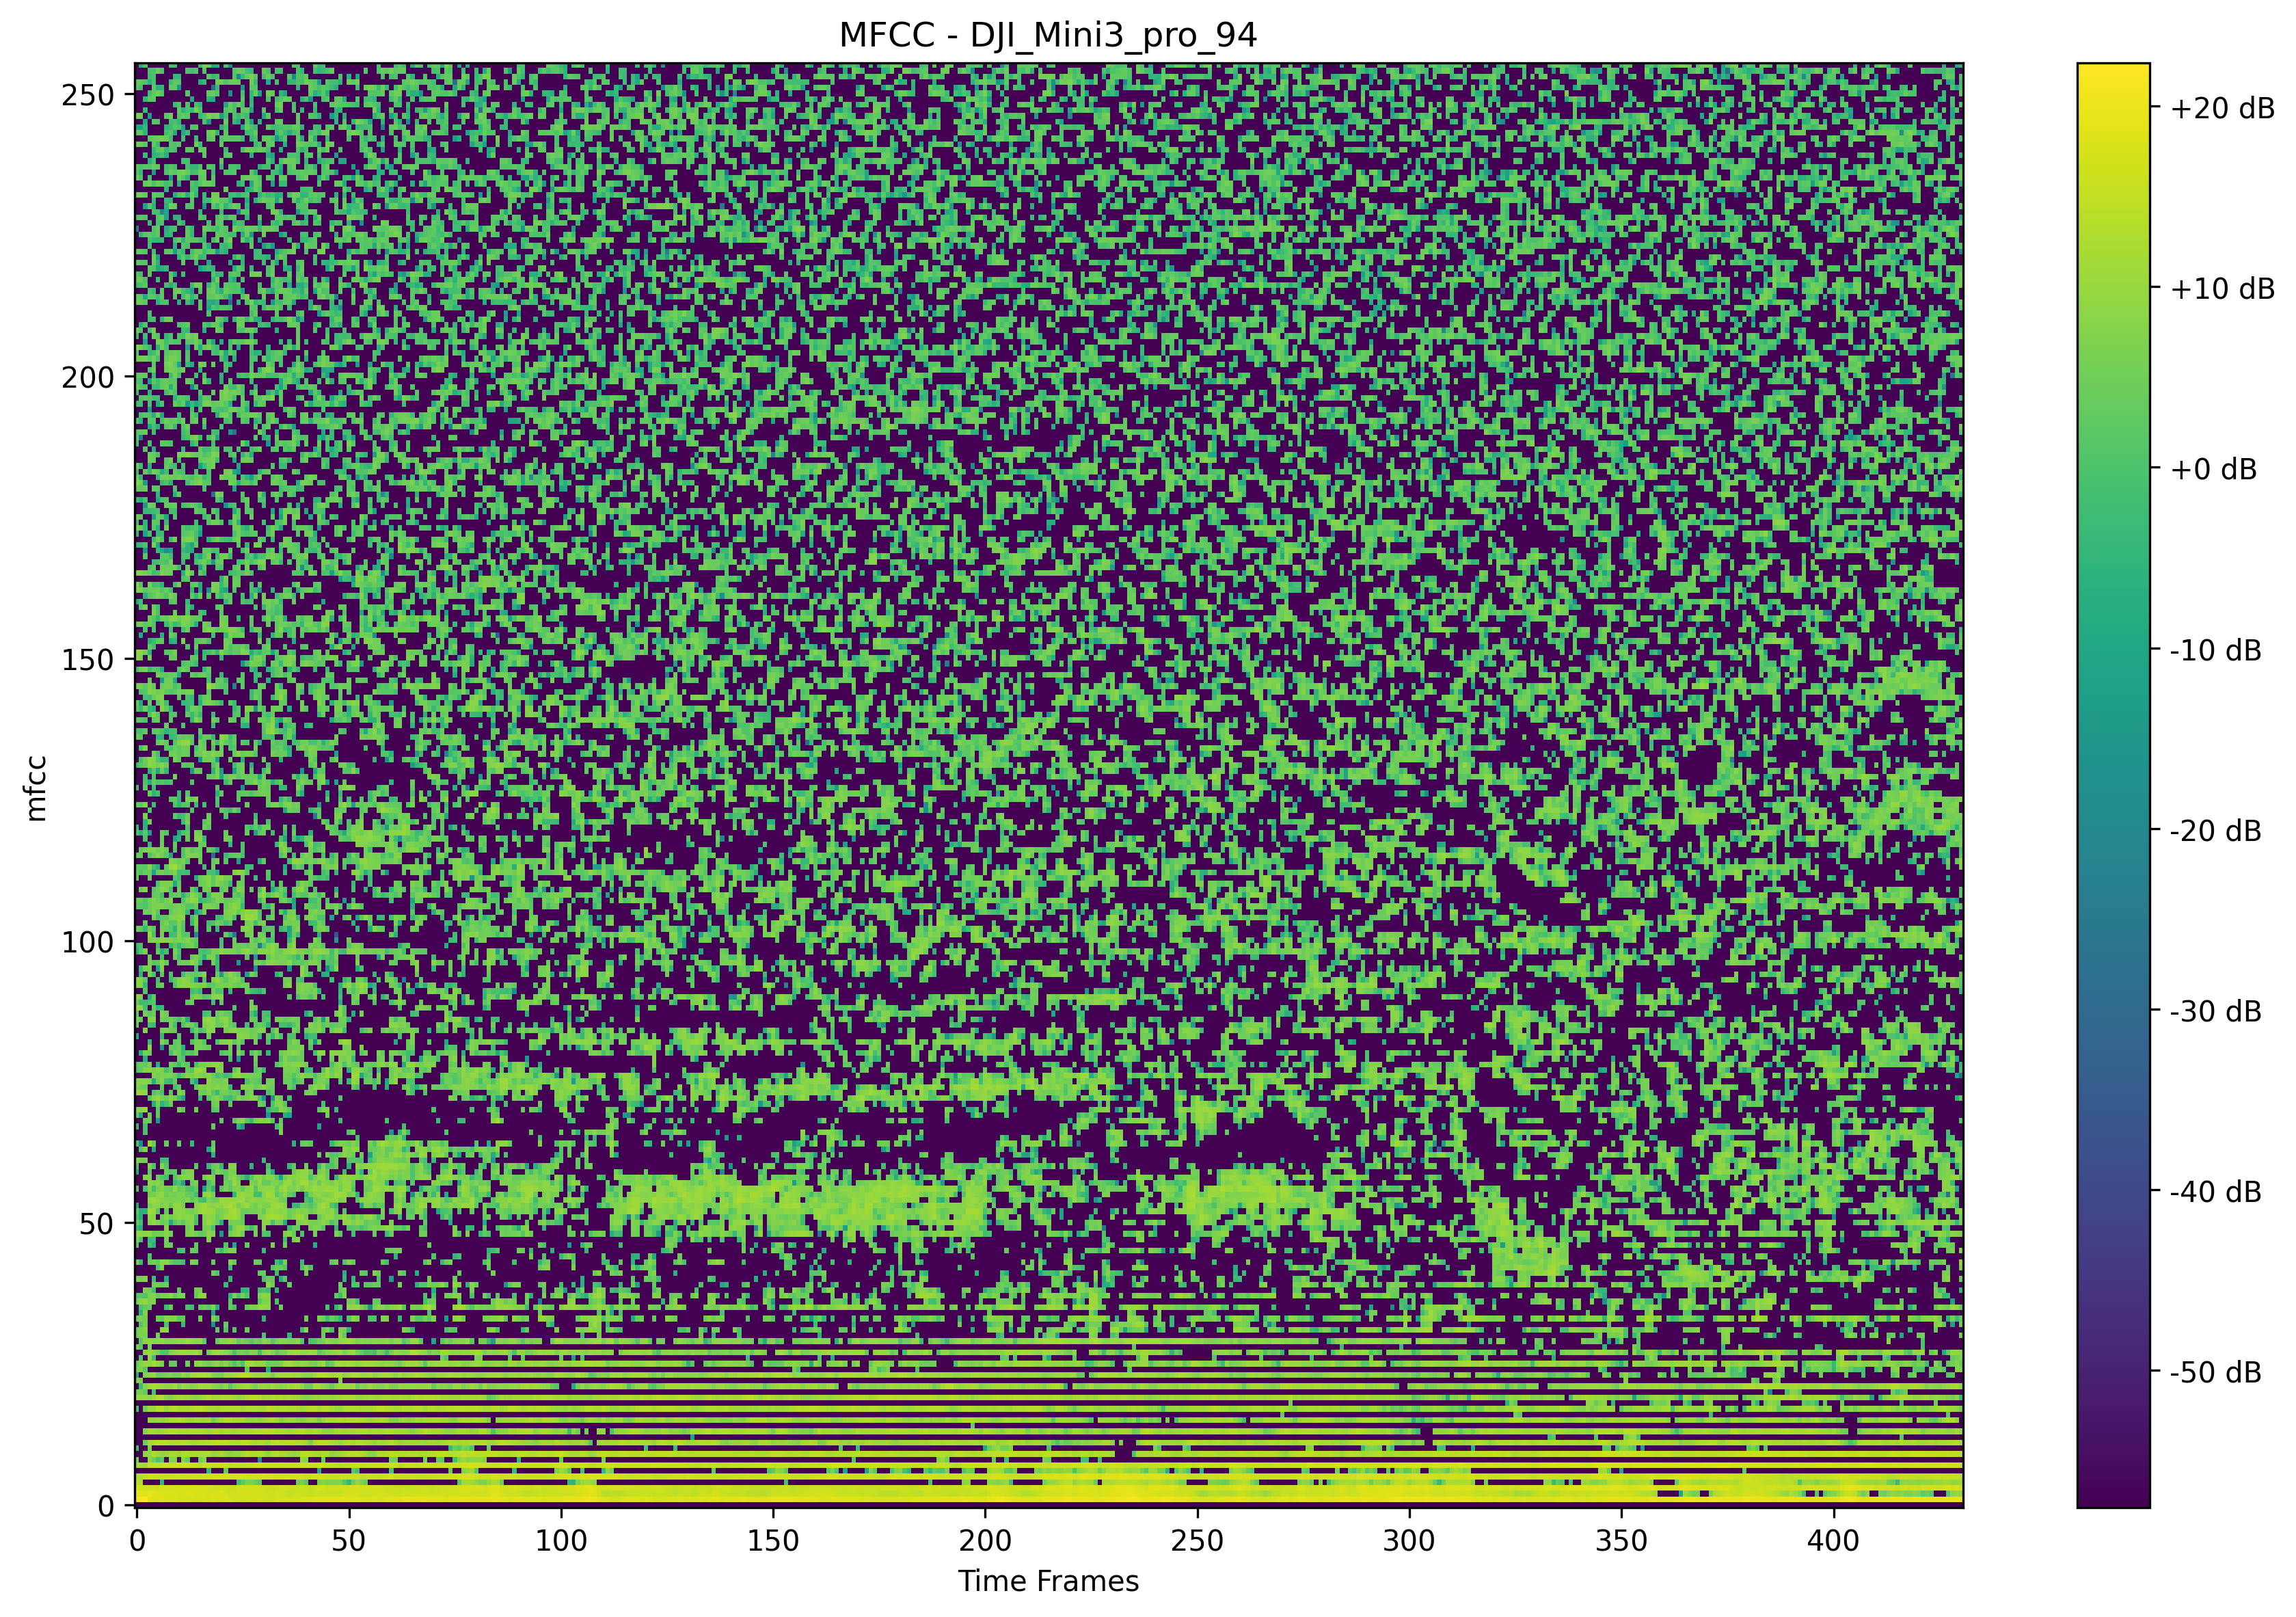 MFCC - DJI_Mini3_pro_94
250
200
150
100
50
0
mfcc
0 50 100 150 200 250 300 350 400
Time Frames
+20 dB
+10 dB
+0 dB
-10 dB
-20 dB
-30 dB
-40 dB
-50 dB